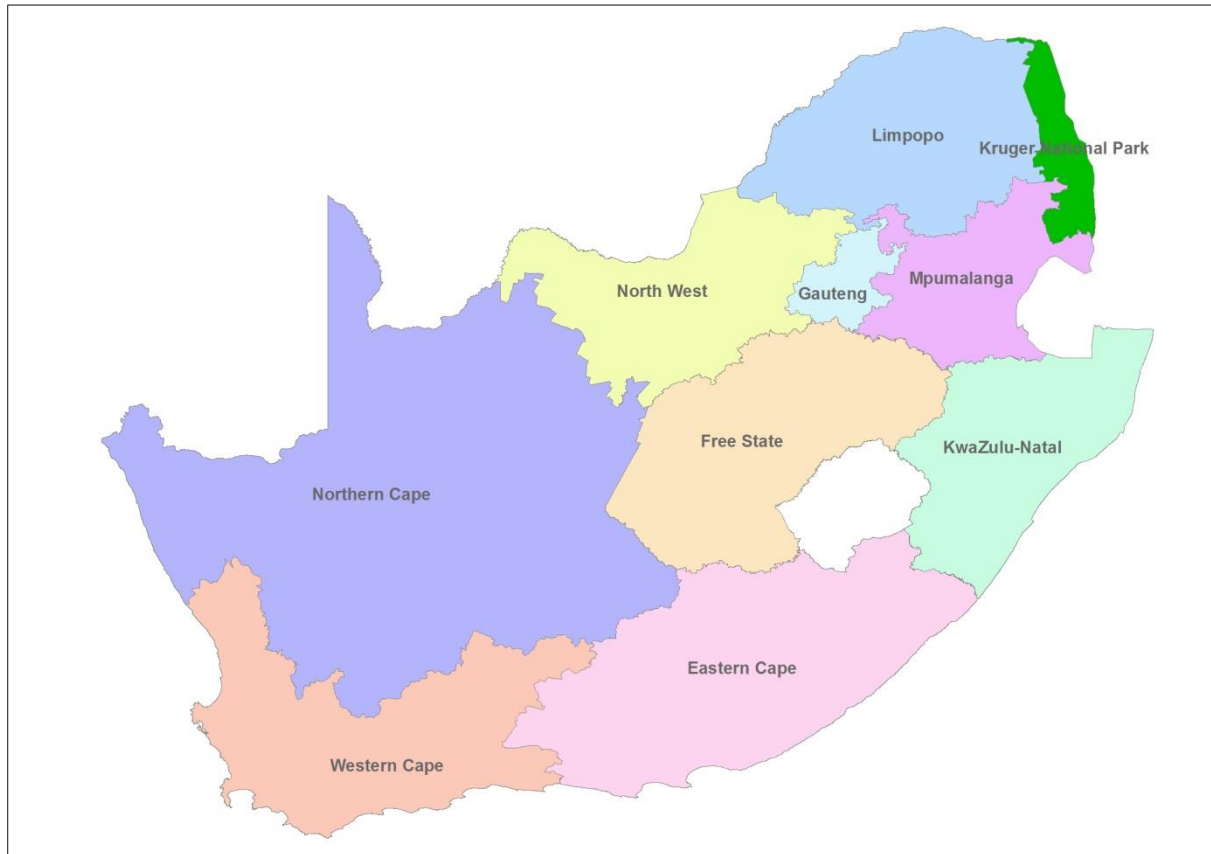 Limpopo
Kruger National Park
North West
Gauteng
Mpumalanga
Free State
KwaZulu-Natal
Northern Cape
Eastern Cape
Western Cape